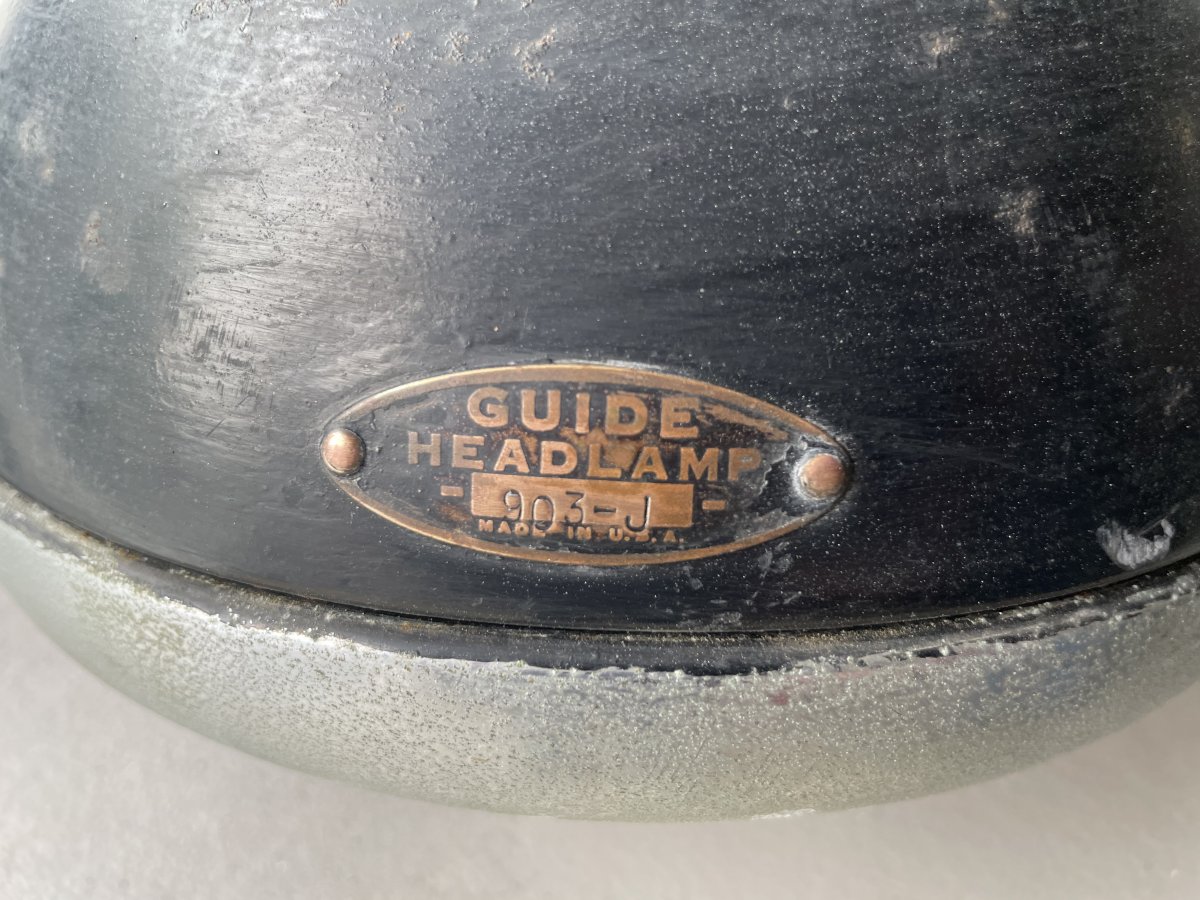 GUIDE
HEADLAMP
- 903-J -
MADE IN U.S.A.